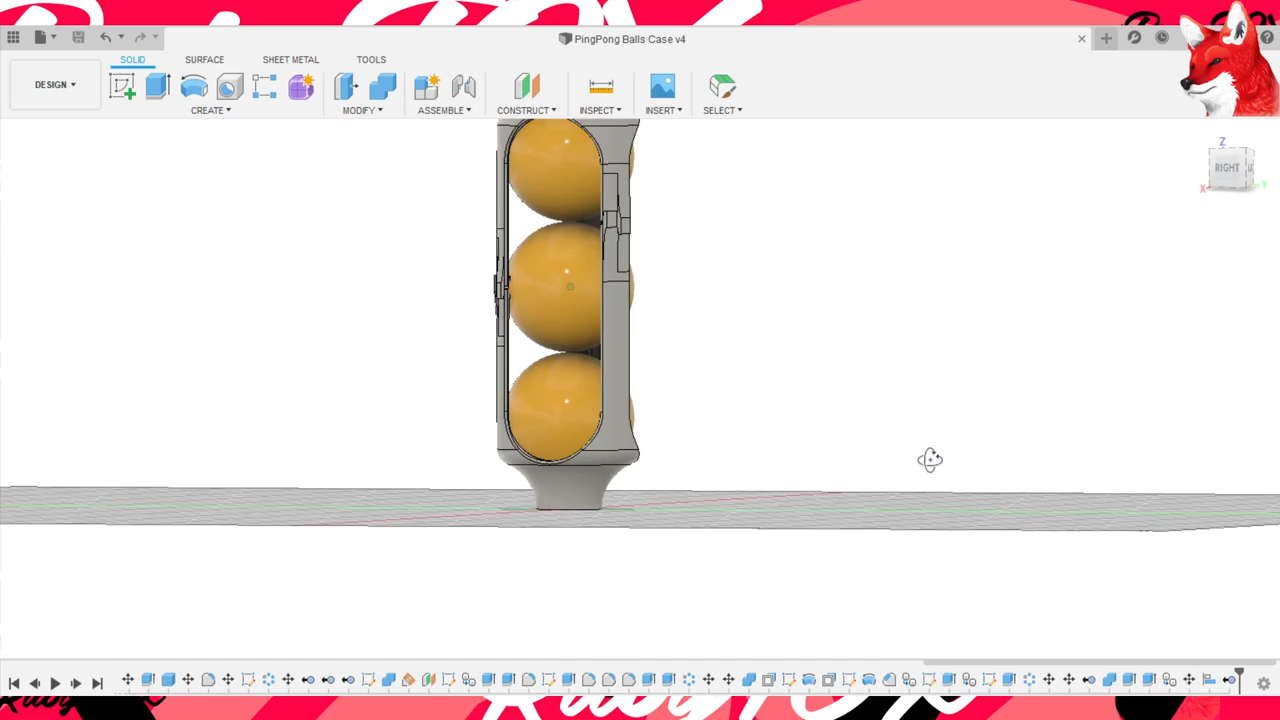 PingPong Balls Case v4
SOLID SURFACE SHEET METAL TOOLS
DESIGN
CREATE MODIFY ASSEMBLE CONSTRUCT INSPECT INSERT SELECT
Z
RIGHT
X Y